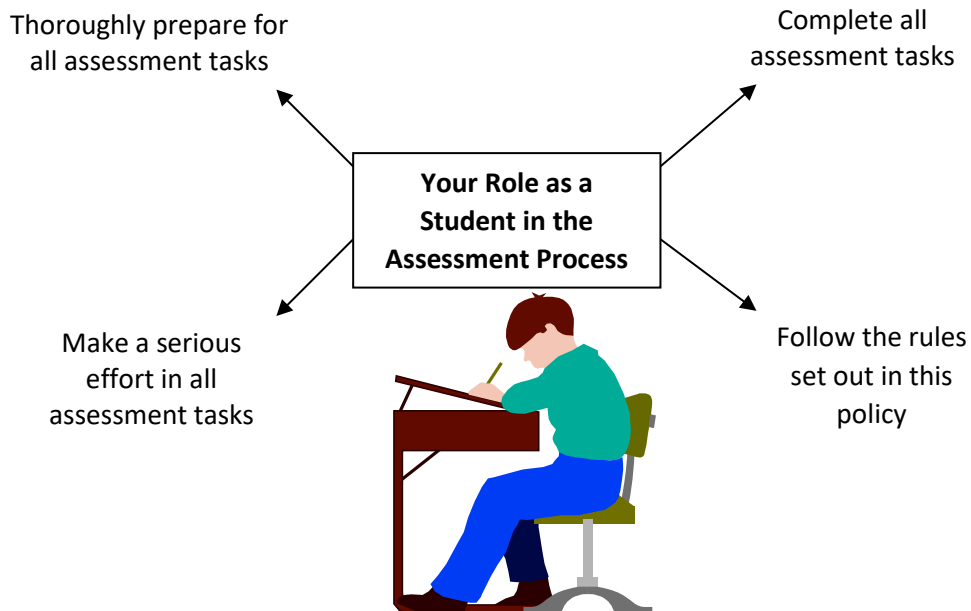 Thoroughly prepare for
all assessment tasks
Complete all
assessment tasks
Your Role as a
Student in the
Assessment Process
Make a serious
effort in all
assessment tasks
Follow the rules
set out in this
policy